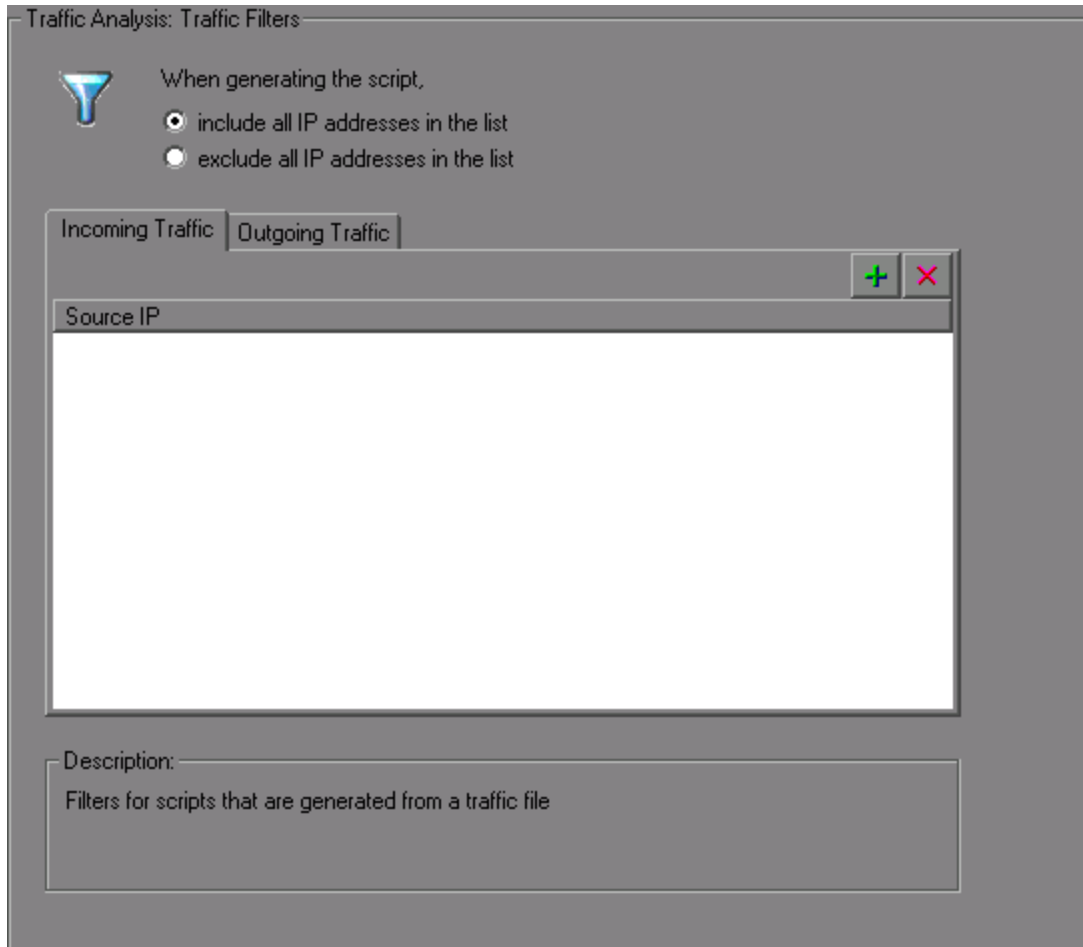 Traffic Analysis: Traffic Filters
When generating the script,
include all IP addresses in the list
exclude all IP addresses in the list
Incoming Traffic
Outgoing Traffic
Source IP
Description:
Filters for scripts that are generated from a traffic file